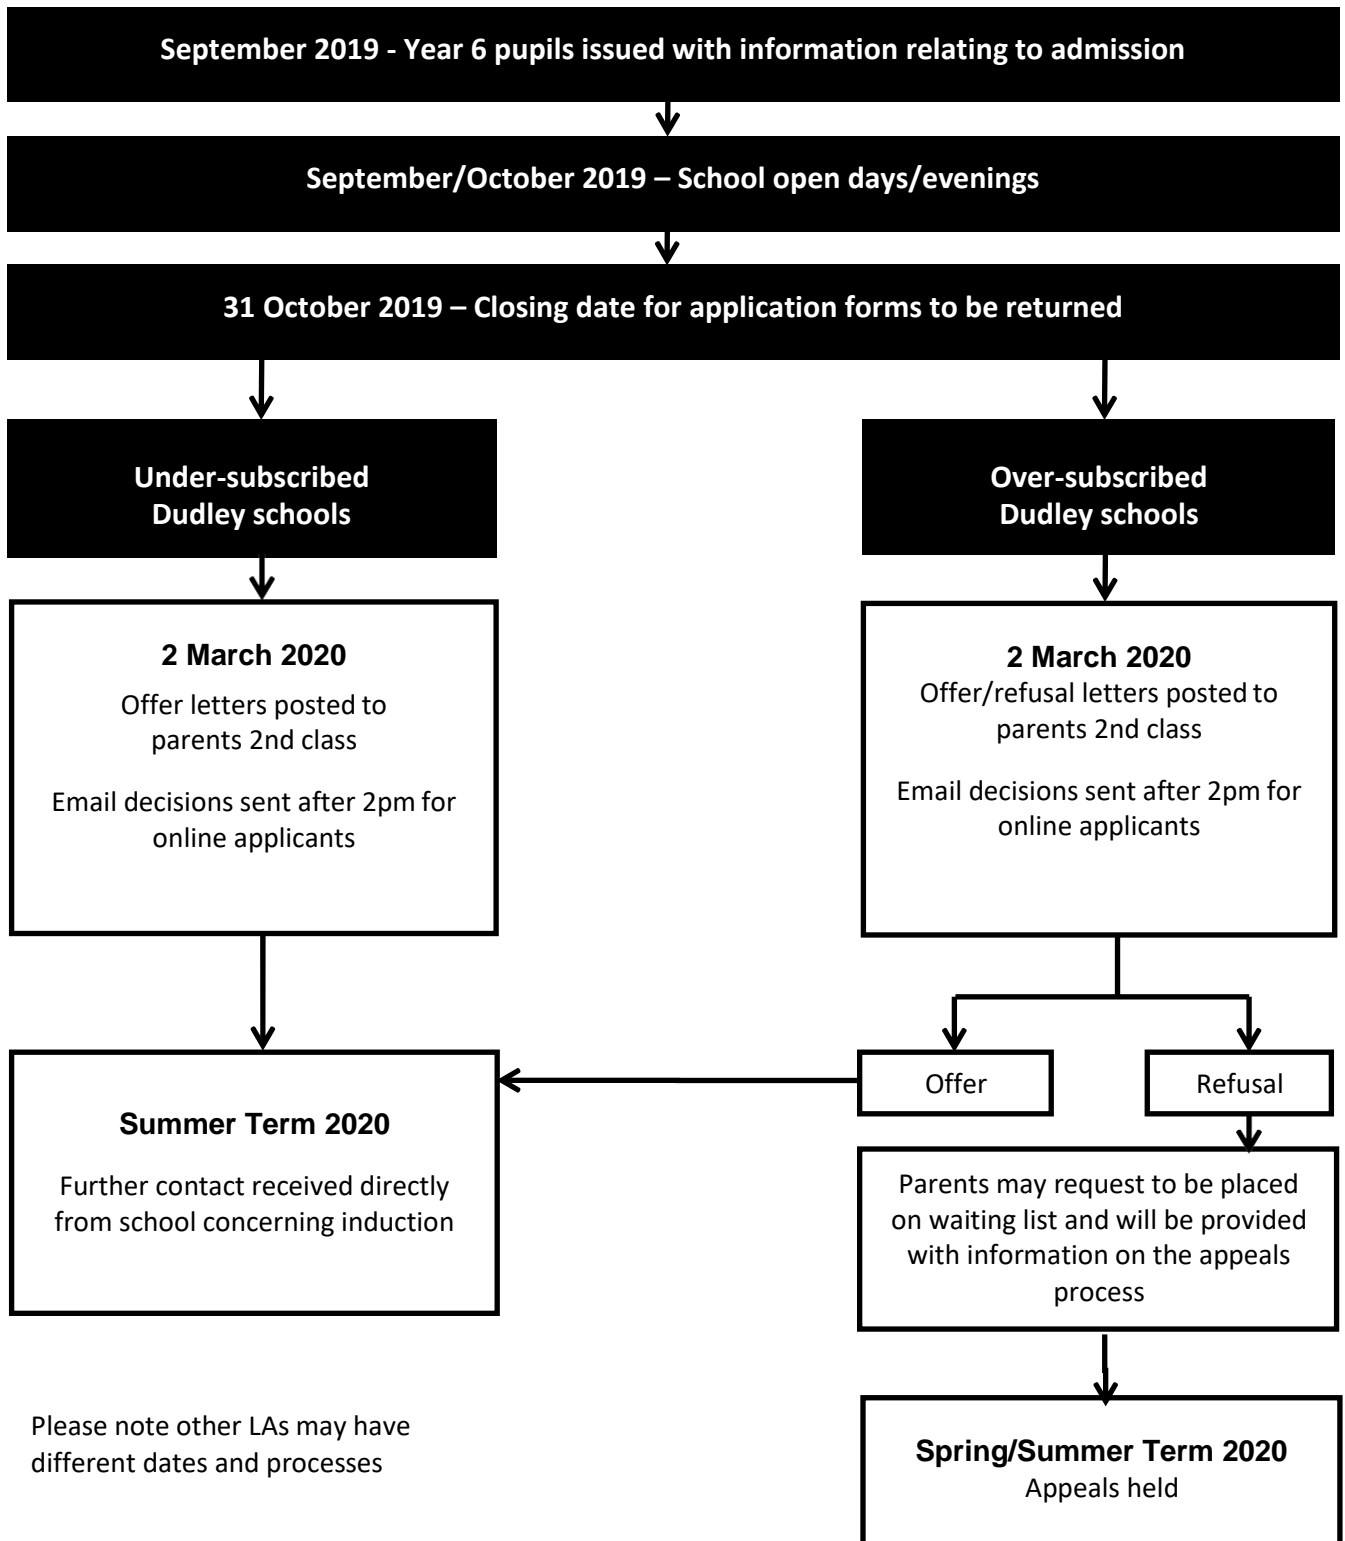 September 2019 - Year 6 pupils issued with information relating to admission
September/October 2019 – School open days/evenings
31 October 2019 – Closing date for application forms to be returned
Under-subscribed
Dudley schools
Over-subscribed
Dudley schools
2 March 2020
Offer letters posted to
parents 2nd class
Email decisions sent after 2pm for
online applicants
2 March 2020
Offer/refusal letters posted to
parents 2nd class
Email decisions sent after 2pm for
online applicants
Offer
Refusal
Summer Term 2020
Further contact received directly
from school concerning induction
Parents may request to be placed
on waiting list and will be provided
with information on the appeals
process
Please note other LAs may have
different dates and processes
Spring/Summer Term 2020
Appeals held